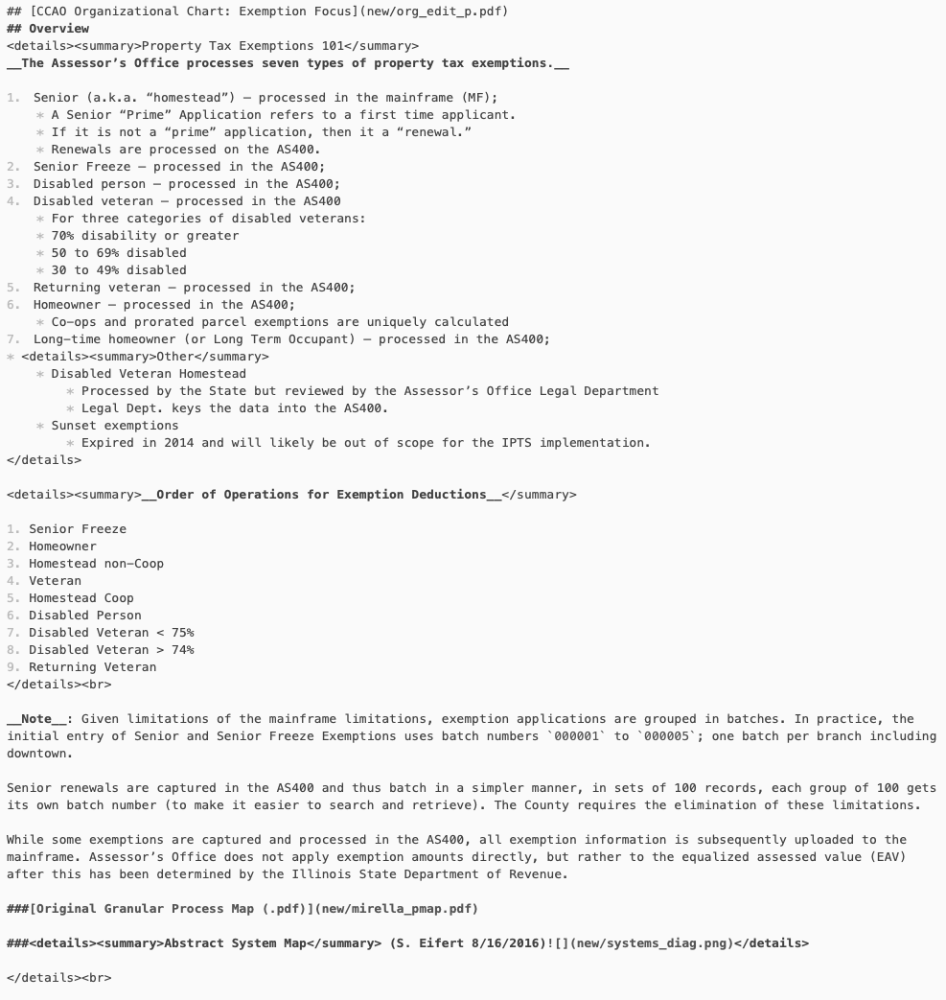 ## [CCAO Organizational Chart: Exemption Focus](new/org_edit_p.pdf)
## Overview
<details><summary>Property Tax Exemptions 101</summary>
__The Assessor’s Office processes seven types of property tax exemptions.__
1. Senior (a.k.a. “homestead”) – processed in the mainframe (MF);
* A Senior “Prime” Application refers to a first time applicant.
* If it is not a “prime” application, then it a “renewal.”
* Renewals are processed on the AS400.
2. Senior Freeze – processed in the AS400;
3. Disabled person – processed in the AS400;
4. Disabled veteran – processed in the AS400
* For three categories of disabled veterans:
* 70% disability or greater
* 50 to 69% disabled
* 30 to 49% disabled
5. Returning veteran – processed in the AS400;
6. Homeowner – processed in the AS400;
* Co-ops and prorated parcel exemptions are uniquely calculated
7. Long-time homeowner (or Long Term Occupant) – processed in the AS400;
* <details><summary>Other</summary>
* Disabled Veteran Homestead
* Processed by the State but reviewed by the Assessor’s Office Legal Department
* Legal Dept. keys the data into the AS400.
* Sunset exemptions
* Expired in 2014 and will likely be out of scope for the IPTS implementation.
</details>
<details><summary>__Order of Operations for Exemption Deductions__</summary>
1. Senior Freeze
2. Homeowner
3. Homestead non-Coop
4. Veteran
5. Homestead Coop
6. Disabled Person
7. Disabled Veteran < 75%
8. Disabled Veteran > 74%
9. Returning Veteran
</details><br>
__Note__: Given limitations of the mainframe limitations, exemption applications are grouped in batches. In practice, the
initial entry of Senior and Senior Freeze Exemptions uses batch numbers `000001` to `000005`; one batch per branch including
downtown.
Senior renewals are captured in the AS400 and thus batch in a simpler manner, in sets of 100 records, each group of 100 gets
its own batch number (to make it easier to search and retrieve). The County requires the elimination of these limitations.
While some exemptions are captured and processed in the AS400, all exemption information is subsequently uploaded to the
mainframe. Assessor’s Office does not apply exemption amounts directly, but rather to the equalized assessed value (EAV)
after this has been determined by the Illinois State Department of Revenue.
###[Original Granular Process Map (.pdf)](new/mirella_pmap.pdf)
###<details><summary>Abstract System Map</summary> (S. Eifert 8/16/2016)![](new/systems_diag.png)</details>
</details><br>